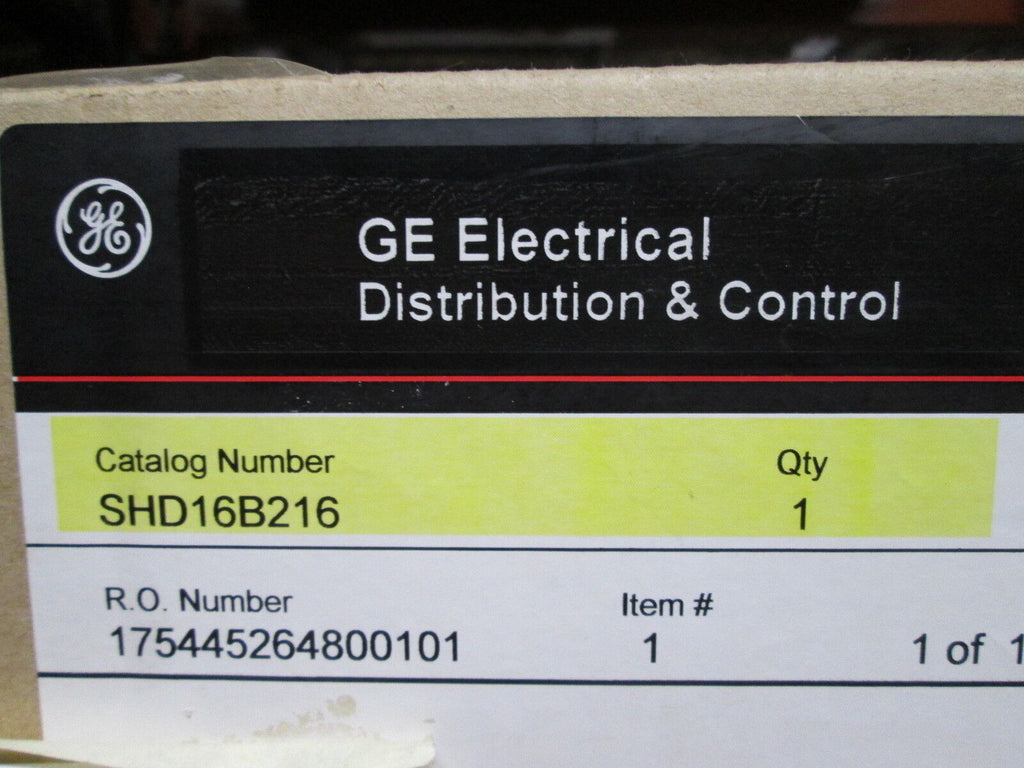 GE
GE Electrical
Distribution & Control
Catalog Number Qty
SHD16B216 1
R.O. Number Item #
175445264800101 1 1 of 1